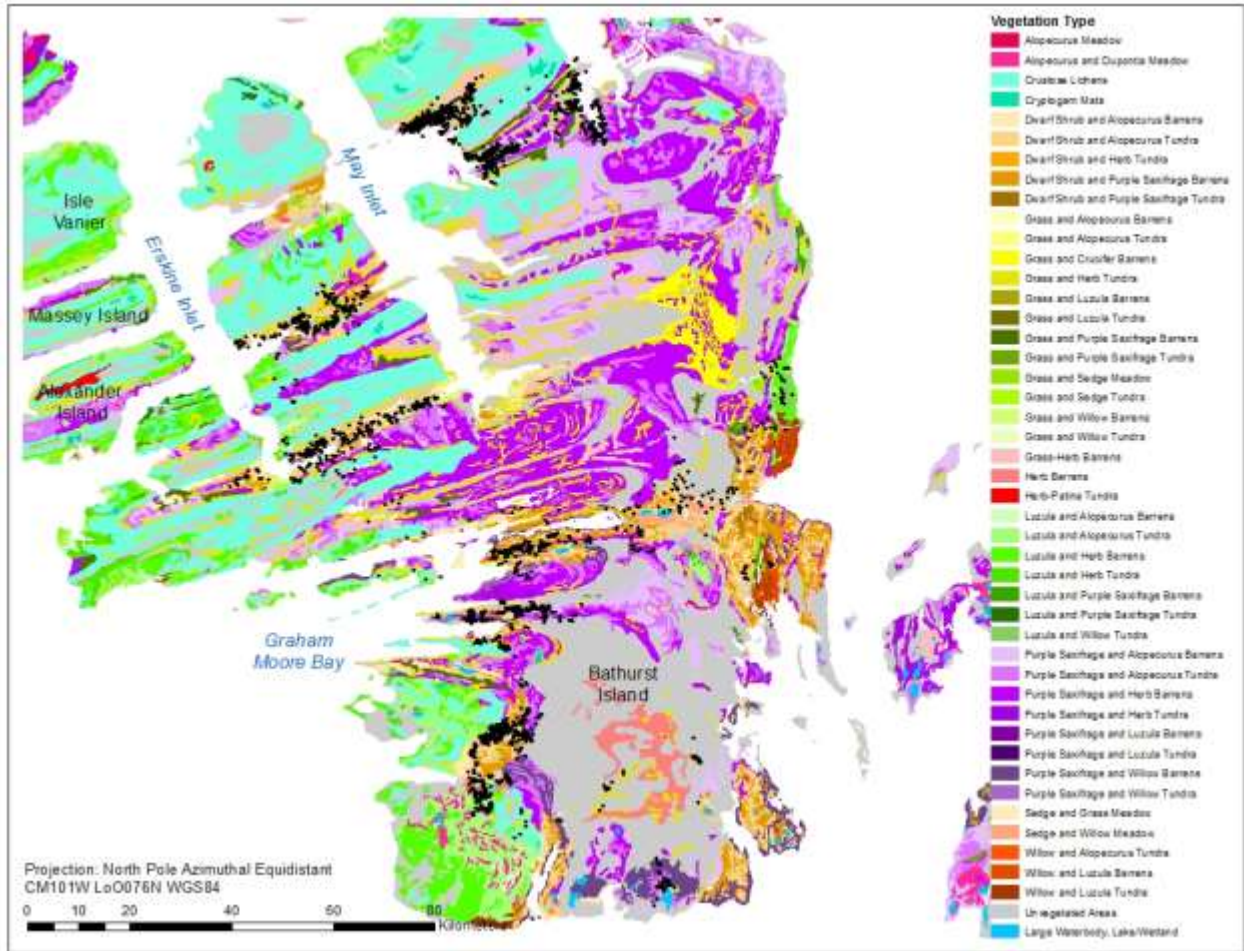 Vegetation Type
Alopecurus Meadow
Alopecurus and Dupontia Meadow
Crustose Lichens
Cryptogam Mats
Dwarf Shrub and Alopecurus Barrens
Dwarf Shrub and Alopecurus Tundra
Dwarf Shrub and Herb Tundra
Dwarf Shrub and Purple Saxifrage Barrens
Dwarf Shrub and Purple Saxifrage Tundra
Grass and Alopecurus Barrens
Grass and Alopecurus Tundra
Grass and Crucifer Barrens
Grass and Herb Tundra
Grass and Luzula Barrens
Grass and Luzula Tundra
Grass and Purple Saxifrage Barrens
Grass and Purple Saxifrage Tundra
Grass and Sedge Meadow
Grass and Sedge Tundra
Grass and Willow Barrens
Grass and Willow Tundra
Grass-Herb Barrens
Herb Barrens
Herb-Patina Tundra
Luzula and Alopecurus Barrens
Luzula and Alopecurus Tundra
Luzula and Herb Barrens
Luzula and Herb Tundra
Luzula and Purple Saxifrage Barrens
Luzula and Purple Saxifrage Tundra
Luzula and Willow Tundra
Purple Saxifrage and Alopecurus Barrens
Purple Saxifrage and Alopecurus Tundra
Purple Saxifrage and Herb Barrens
Purple Saxifrage and Herb Tundra
Purple Saxifrage and Luzula Barrens
Purple Saxifrage and Luzula Tundra
Purple Saxifrage and Willow Barrens
Purple Saxifrage and Willow Tundra
Sedge and Grass Meadow
Sedge and Willow Meadow
Willow and Alopecurus Tundra
Willow and Luzula Barrens
Willow and Luzula Tundra
Unvegetated Areas
Large Waterbody, Lake/Wetland
May Inlet
Isle
Vanier
Erskine Inlet
Massey Island
Alexander
Island
Graham
Moore Bay
Bathurst
Island
Projection: North Pole Azimuthal Equidistant
CM101W LoO076N WGS84
0 5 10 20 40 60 80
Kilometers